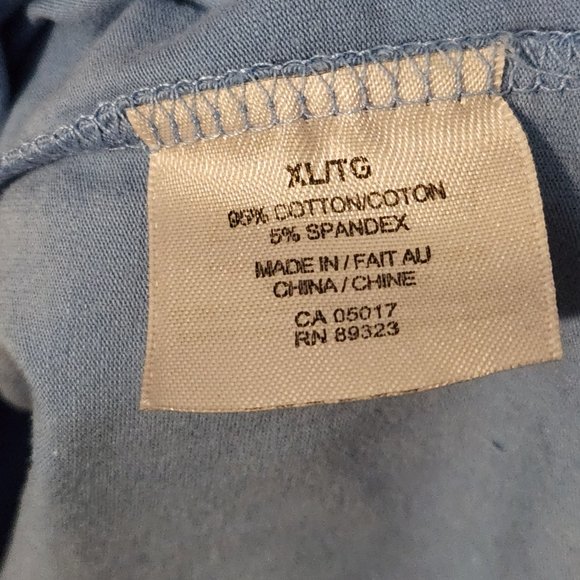 XL/TG
95% COTTON/COTON
5% SPANDEX
MADE IN / FAIT AU
CHINA / CHINE
CA 05017
RN 89323